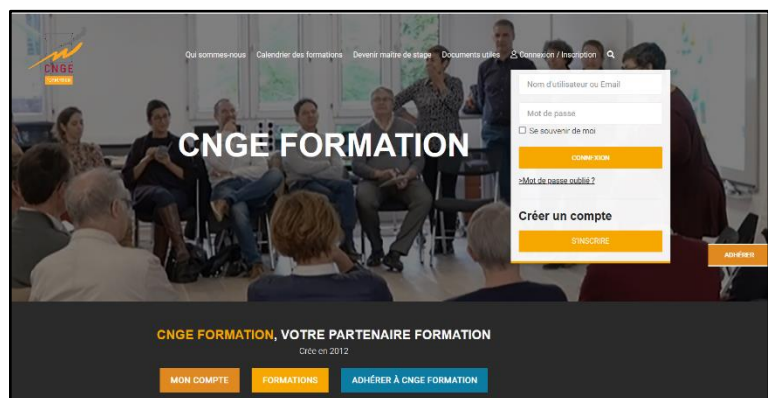 CNGE
FORMATION
Qui sommes-nous Calendrier des formations Devenir maître de stage Documents utiles Connexion / Inscription
Nom d'utilisateur ou Email
Mot de passe
Se souvenir de moi
CONNEXION
>Mot de passe oublié ?
Créer un compte
S'INSCRIRE
CNGE FORMATION
ADHÉRER
CNGE FORMATION, VOTRE PARTENAIRE FORMATION
Crée en 2012
MON COMPTE FORMATIONS ADHÉRER À CNGE FORMATION